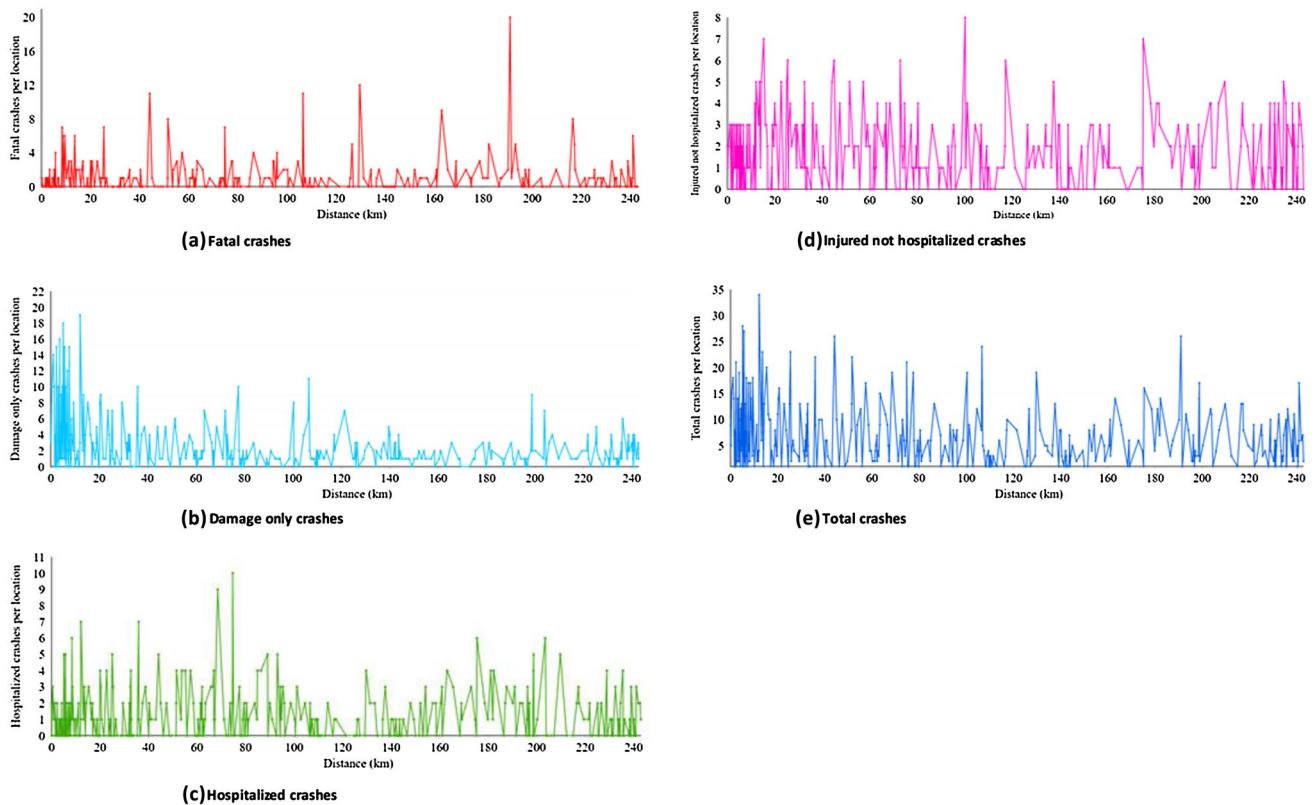 Fatal crashes per location
20
16
12
8
4
0
0 20 40 60 80 100 120 140 160 180 200 220 240
Distance (km)
(a) Fatal crashes
Injured not hospitalized crashes per location
8
7
6
5
4
3
2
1
0
0 20 40 60 80 100 120 140 160 180 200 220 240
Distance (km)
(d) Injured not hospitalized crashes
Damage only crashes per location
22
20
18
16
14
12
10
8
6
4
2
0
0 20 40 60 80 100 120 140 160 180 200 220 240
Distance (km)
(b) Damage only crashes
Total crashes per location
35
30
25
20
15
10
5
0 20 40 60 80 100 120 140 160 180 200 220 240
Distance (km)
(e) Total crashes
Hospitalized crashes per location
11
10
9
8
7
6
5
4
3
2
1
0
0 20 40 60 80 100 120 140 160 180 200 220 240
Distance (km)
(c) Hospitalized crashes